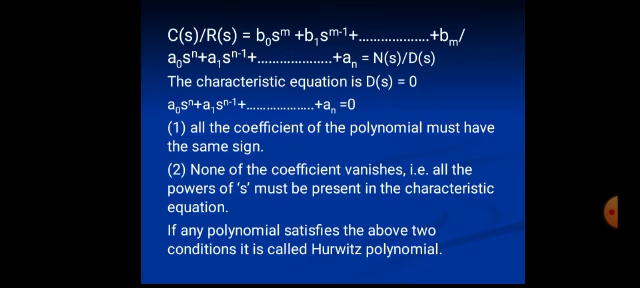 C(s)/R(s) = b₀sᵐ +b₁sᵐ⁻¹+……………….+bₘ/
a₀sⁿ+a₁sⁿ⁻¹+………………..+aₙ = N(s)/D(s)
The characteristic equation is D(s) = 0
a₀sⁿ+a₁sⁿ⁻¹+………………..+aₙ =0
(1) all the coefficient of the polynomial must have
the same sign.
(2) None of the coefficient vanishes, i.e. all the
powers of ‘s’ must be present in the characteristic
equation.
If any polynomial satisfies the above two
conditions it is called Hurwitz polynomial.